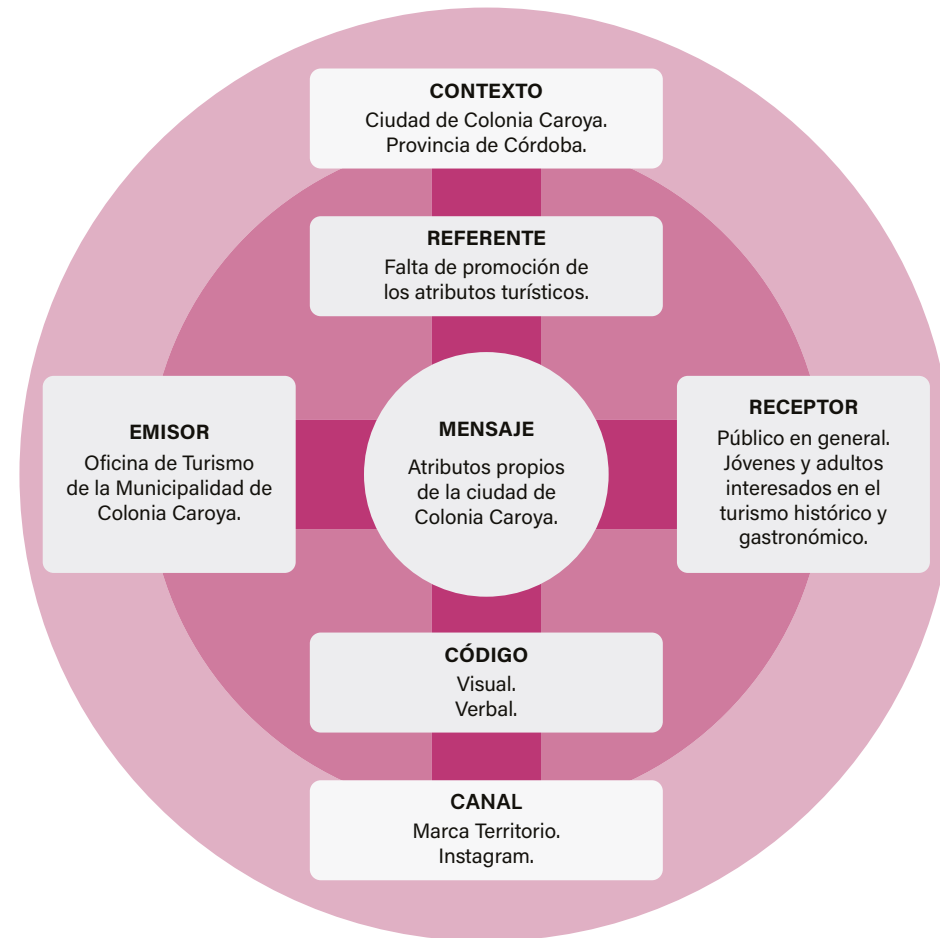 CONTEXTO
Ciudad de Colonia Caroya.
Provincia de Córdoba.
REFERENTE
Falta de promoción de
los atributos turísticos.
EMISOR
Oficina de Turismo
de la Municipalidad de
Colonia Caroya.
MENSAJE
Atributos propios
de la ciudad de
Colonia Caroya.
RECEPTOR
Público en general.
Jóvenes y adultos
interesados en el
turismo histórico y
gastronómico.
CÓDIGO
Visual.
Verbal.
CANAL
Marca Territorio.
Instagram.